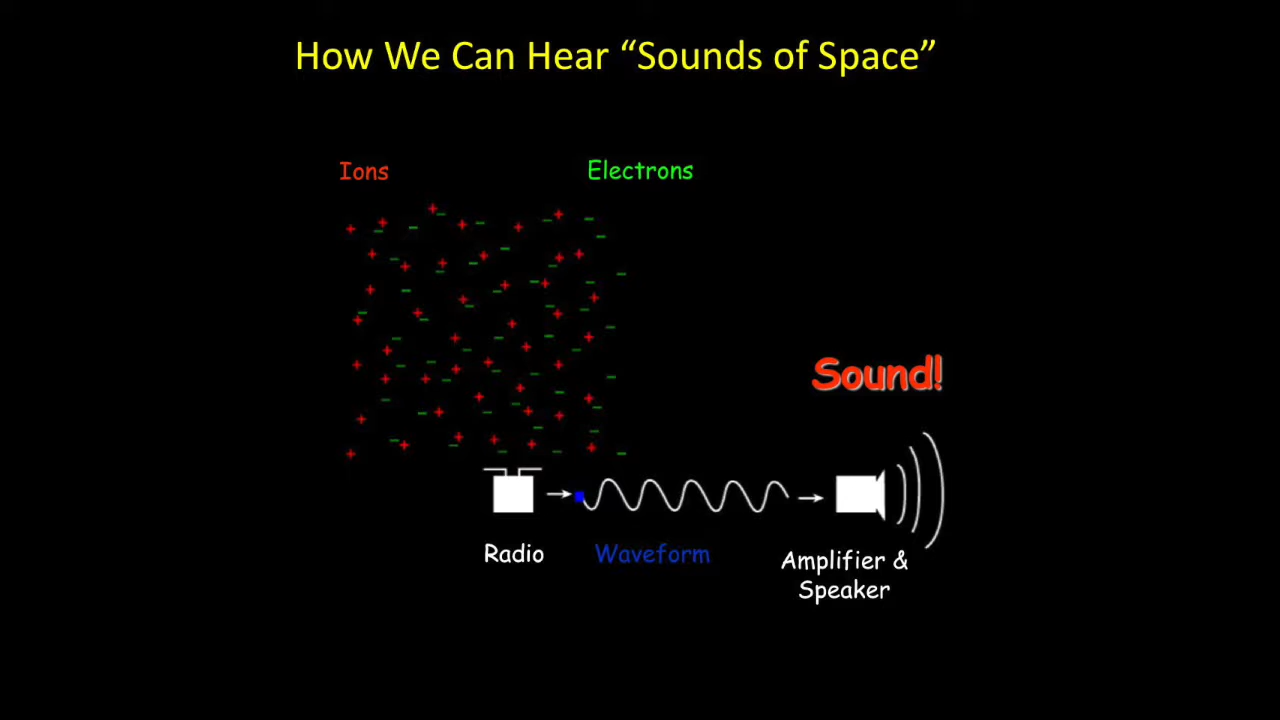 How We Can Hear “Sounds of Space”
Ions
Electrons
Sound!
Radio
Waveform
Amplifier &
Speaker